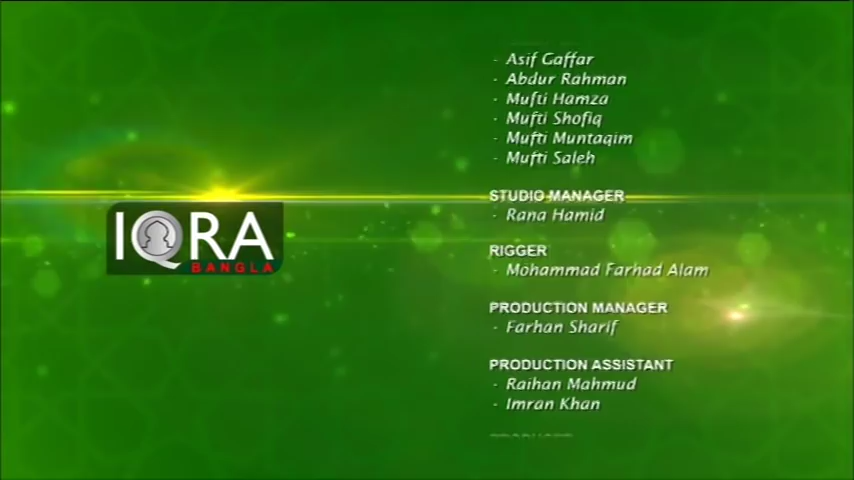 - Asif Gaffar
- Abdur Rahman
- Mufti Hamza
- Mufti Shofiq
- Mufti Muntaqim
- Mufti Saleh
STUDIO MANAGER
- Rana Hamid
RIGGER
- Mohammad Farhad Alam
PRODUCTION MANAGER
- Farhan Sharif
PRODUCTION ASSISTANT
- Raihan Mahmud
- Imran Khan
IQRA
BANGLA